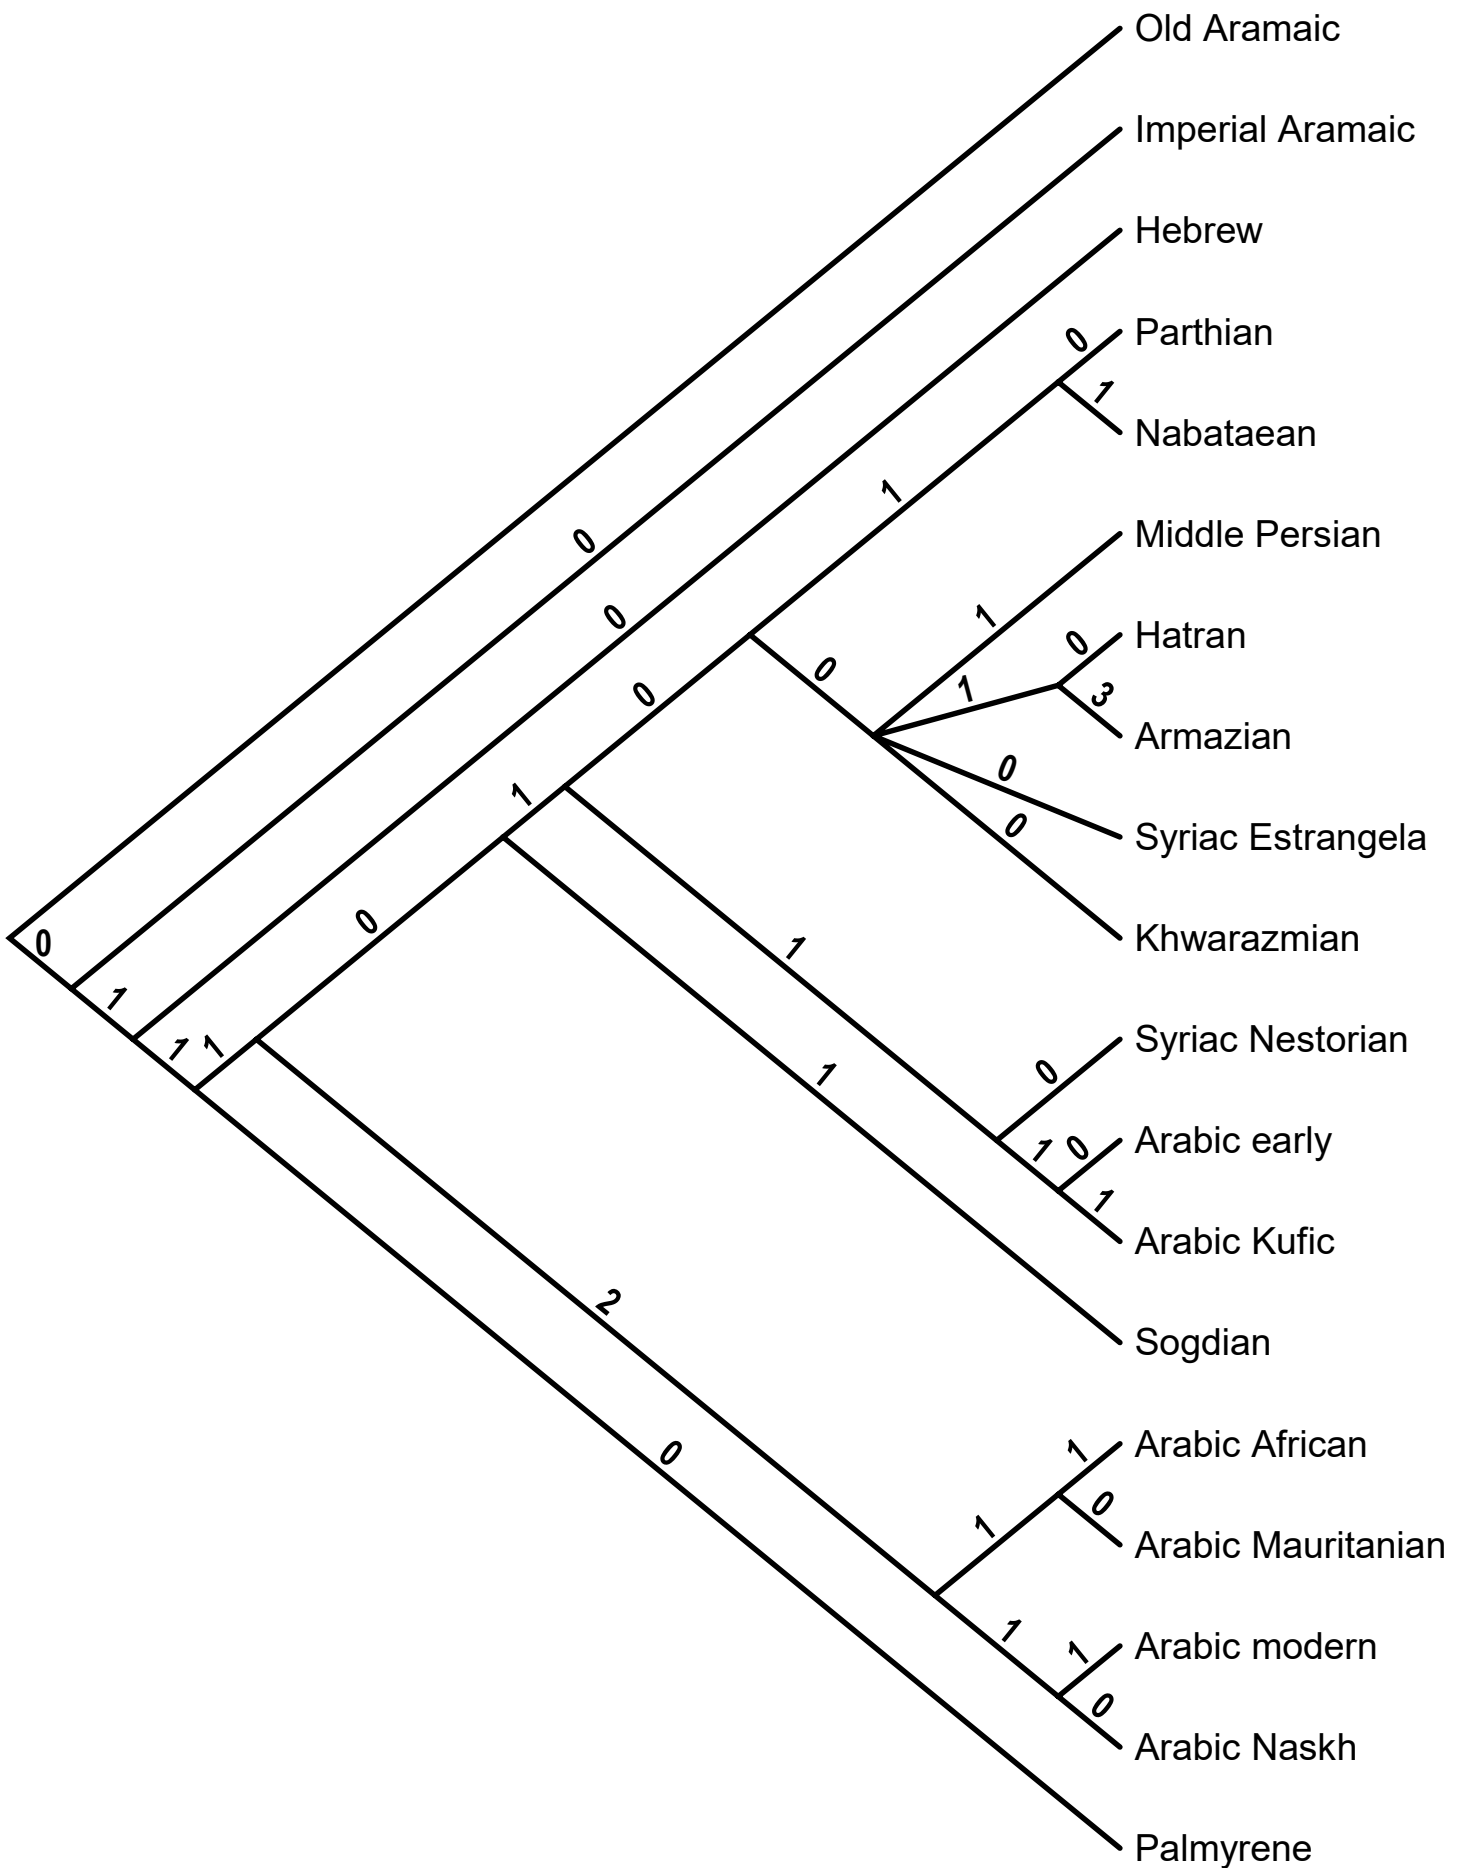 Old Aramaic
Imperial Aramaic
Hebrew
0
Parthian
1
Nabataean
1
Middle Persian
0
0
1
Hatran
0
0
1
3
0
Armazian
0
1
0
Syriac Estrangela
0
0
1
Khwarazmian
1
1
1
Syriac Nestorian
0
1
0
Arabic early
1
1
Arabic Kufic
2
Sogdian
1
Arabic African
0
0
1
Arabic Mauritanian
1
1
Arabic modern
0
Arabic Naskh
Palmyrene